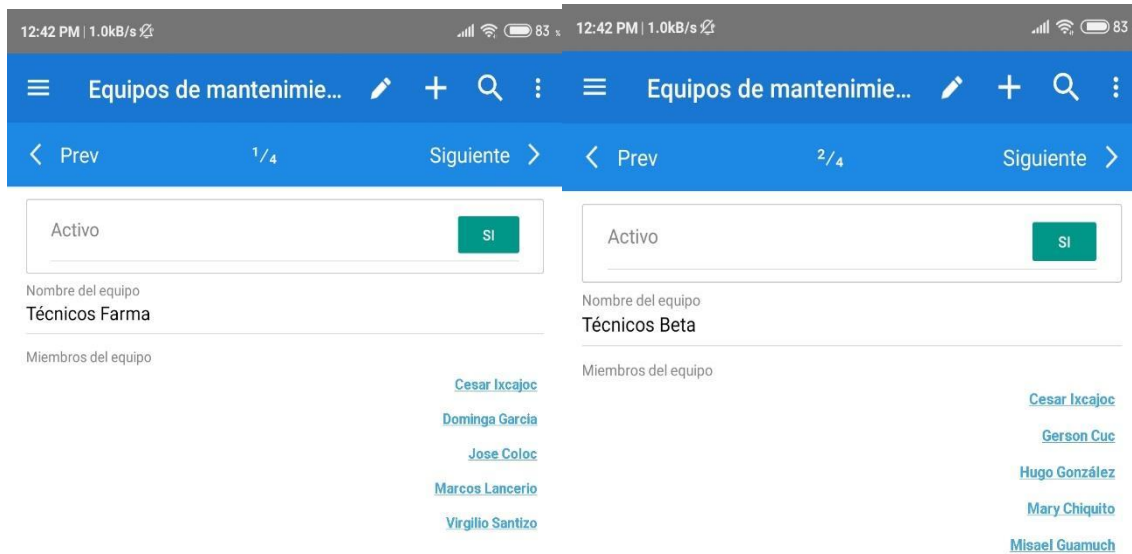 12:42 PM | 1.0kB/s 83
Equipos de mantenimie...
Prev 1/4 Siguiente
Activo SI
Nombre del equipo
Técnicos Farma
Miembros del equipo
Cesar Ixcajoc
Dominga Garcia
Jose Coloc
Marcos Lancerio
Virgilio Santizo
12:42 PM | 1.0kB/s 83
Equipos de mantenimie...
Prev 2/4 Siguiente
Activo SI
Nombre del equipo
Técnicos Beta
Miembros del equipo
Cesar Ixcajoc
Gerson Cuc
Hugo González
Mary Chiquito
Misael Guamuch